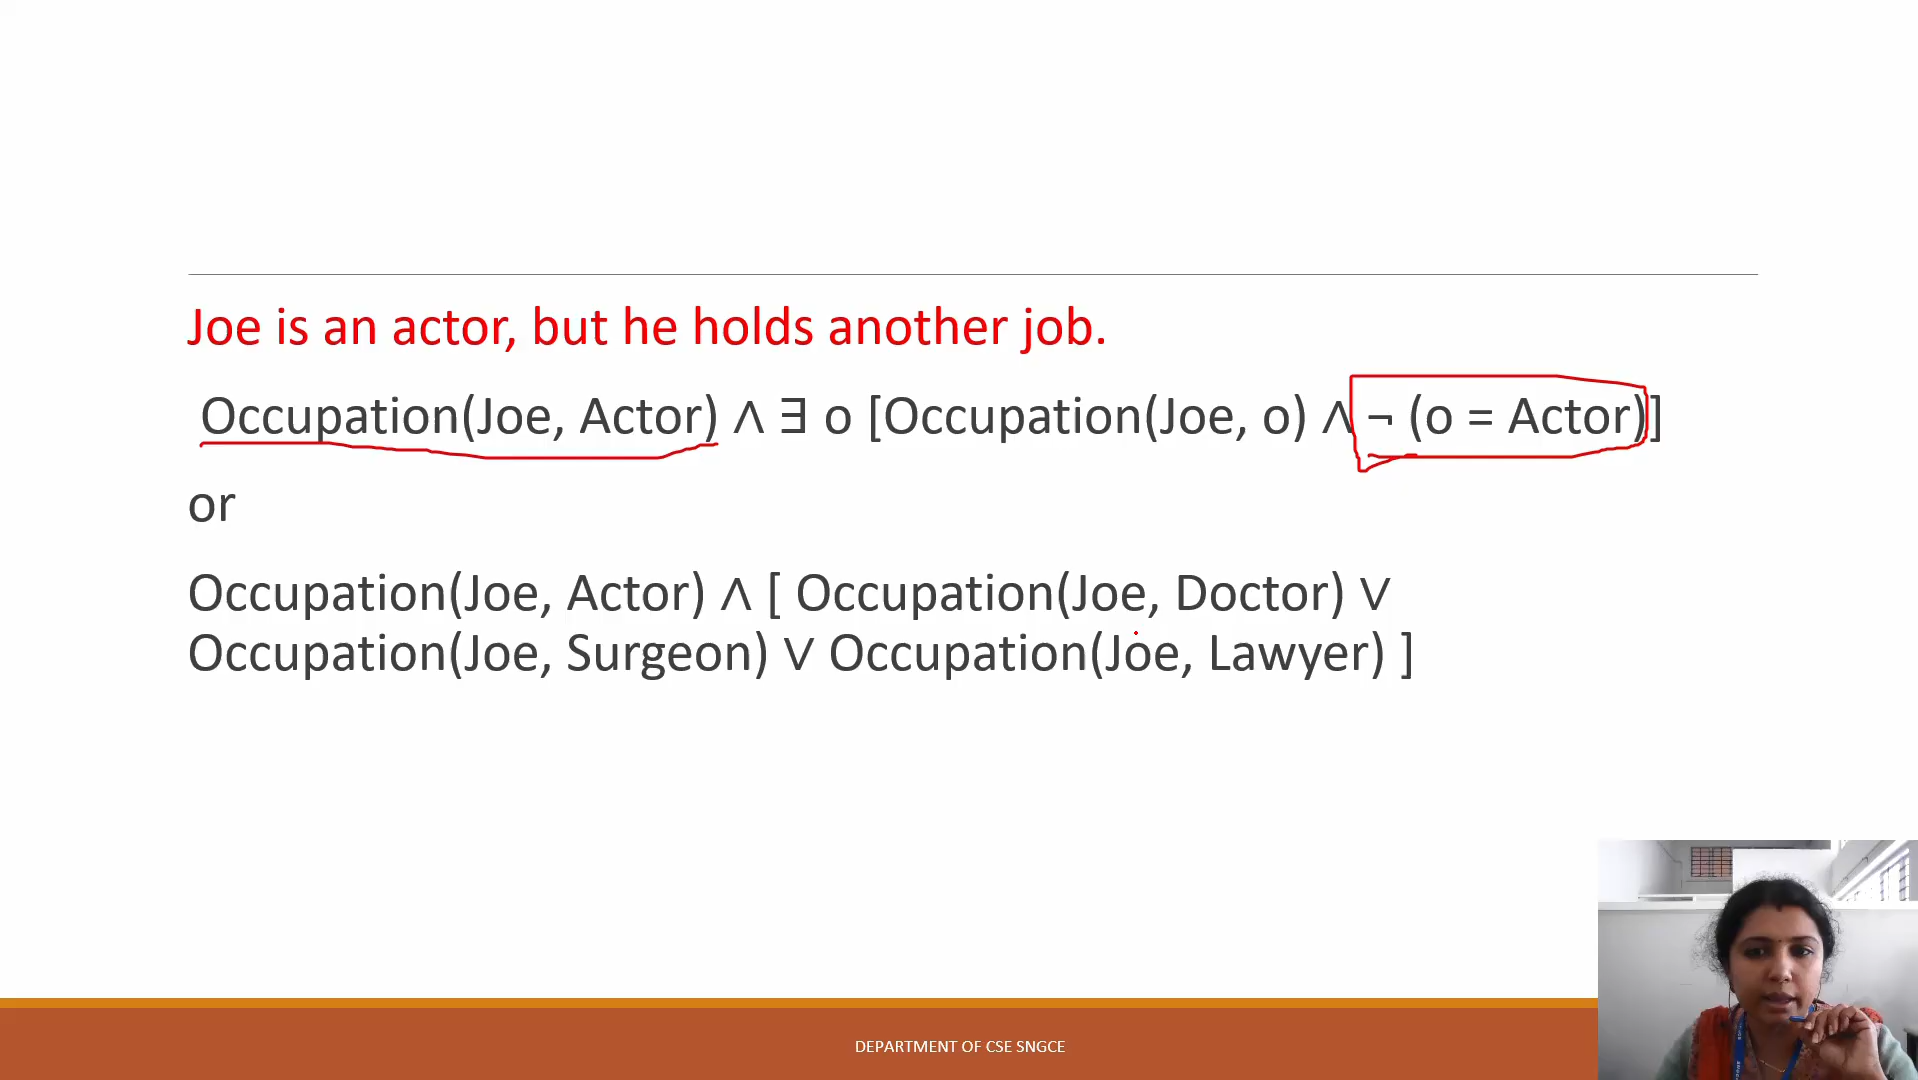 Joe is an actor, but he holds another job.
Occupation(Joe, Actor) ∧ ∃ o [Occupation(Joe, o) ∧ ¬ (o = Actor)]
or
Occupation(Joe, Actor) ∧ [ Occupation(Joe, Doctor) ∨
Occupation(Joe, Surgeon) ∨ Occupation(Joe, Lawyer) ]
DEPARTMENT OF CSE SNGCE